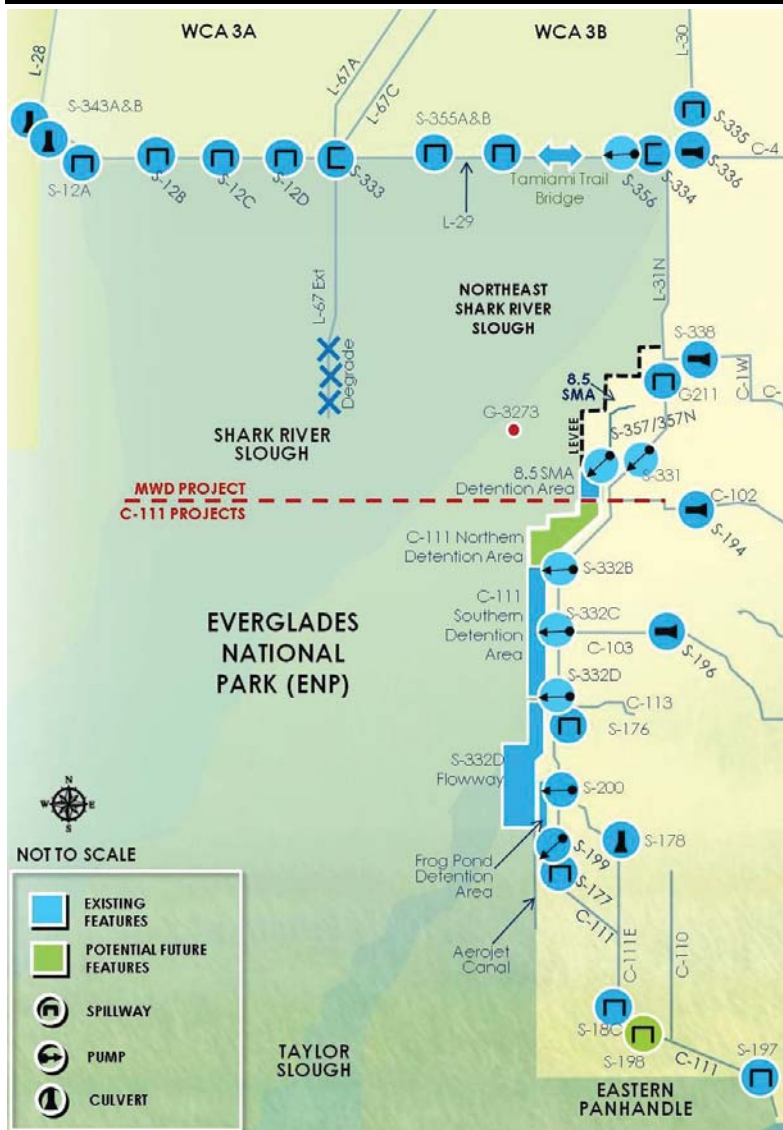 WCA 3A
WCA 3B
L-28
L-67A
L-67C
L-30
S-343A&B
S-355A&B
S-335
S-12A
S-12B
S-12C
S-12D
S-333
L-29
Tamiami Trail
Bridge
S-356
S-334
S-336
C-4
L-67 Ext
Degrade
NORTHEAST
SHARK RIVER
SLOUGH
L-31N
S-338
C-1W
C-
8.5
SMA
G211
G-3273
LEVEE
S-357/357N
SHARK RIVER
SLOUGH
S-331
8.5 SMA
Detention Area
MWD PROJECT
C-111 PROJECTS
C-102
S-194
C-111 Northern
Detention Area
S-332B
C-111
Southern
Detention
Area
S-332C
C-103
S-196
EVERGLADES
NATIONAL
PARK (ENP)
S-332D
C-113
S-176
S-332D
Flowway
S-200
N
W
E
S
S-178
NOT TO SCALE
Frog Pond
Detention
Area
S-199
S-177
EXISTING
FEATURES
C-111
C-111E
C-110
Aerojet
Canal
POTENTIAL FUTURE
FEATURES
SPILLWAY
S-18C
S-198
C-111
S-197
PUMP
TAYLOR
SLOUGH
EASTERN
PANHANDLE
CULVERT